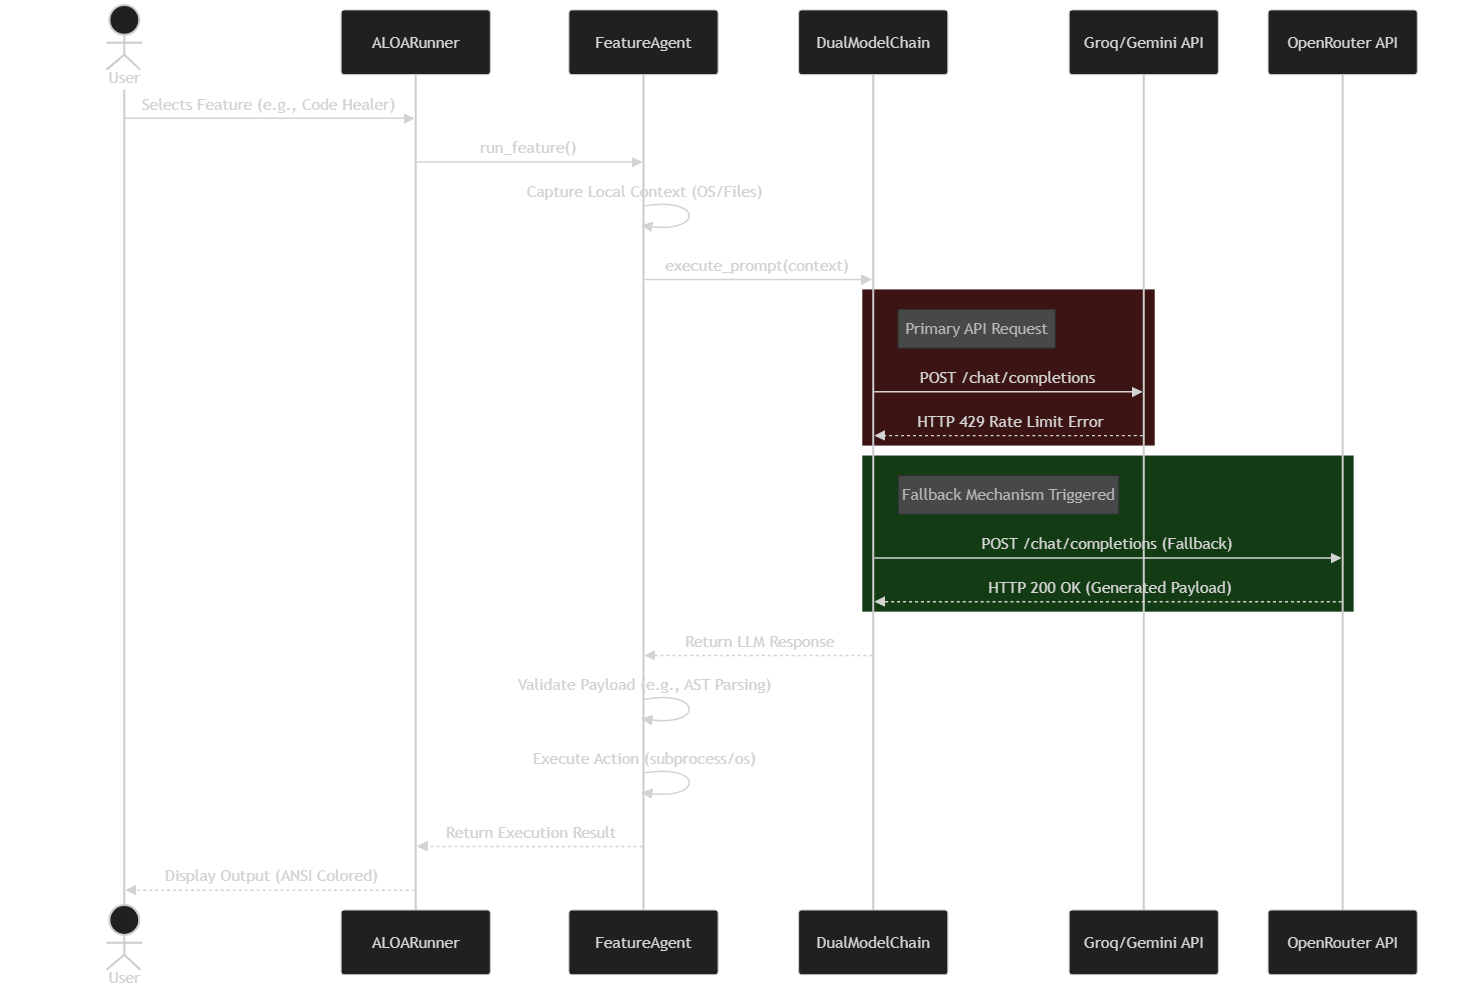 User
ALOARunner
FeatureAgent
DualModelChain
Groq/Gemini API
OpenRouter API
Selects Feature (e.g., Code Healer)
run_feature()
Capture Local Context (OS/Files)
execute_prompt(context)
Primary API Request
POST /chat/completions
HTTP 429 Rate Limit Error
Fallback Mechanism Triggered
POST /chat/completions (Fallback)
HTTP 200 OK (Generated Payload)
Return LLM Response
Validate Payload (e.g., AST Parsing)
Execute Action (subprocess/os)
Return Execution Result
Display Output (ANSI Colored)
User
ALOARunner
FeatureAgent
DualModelChain
Groq/Gemini API
OpenRouter API